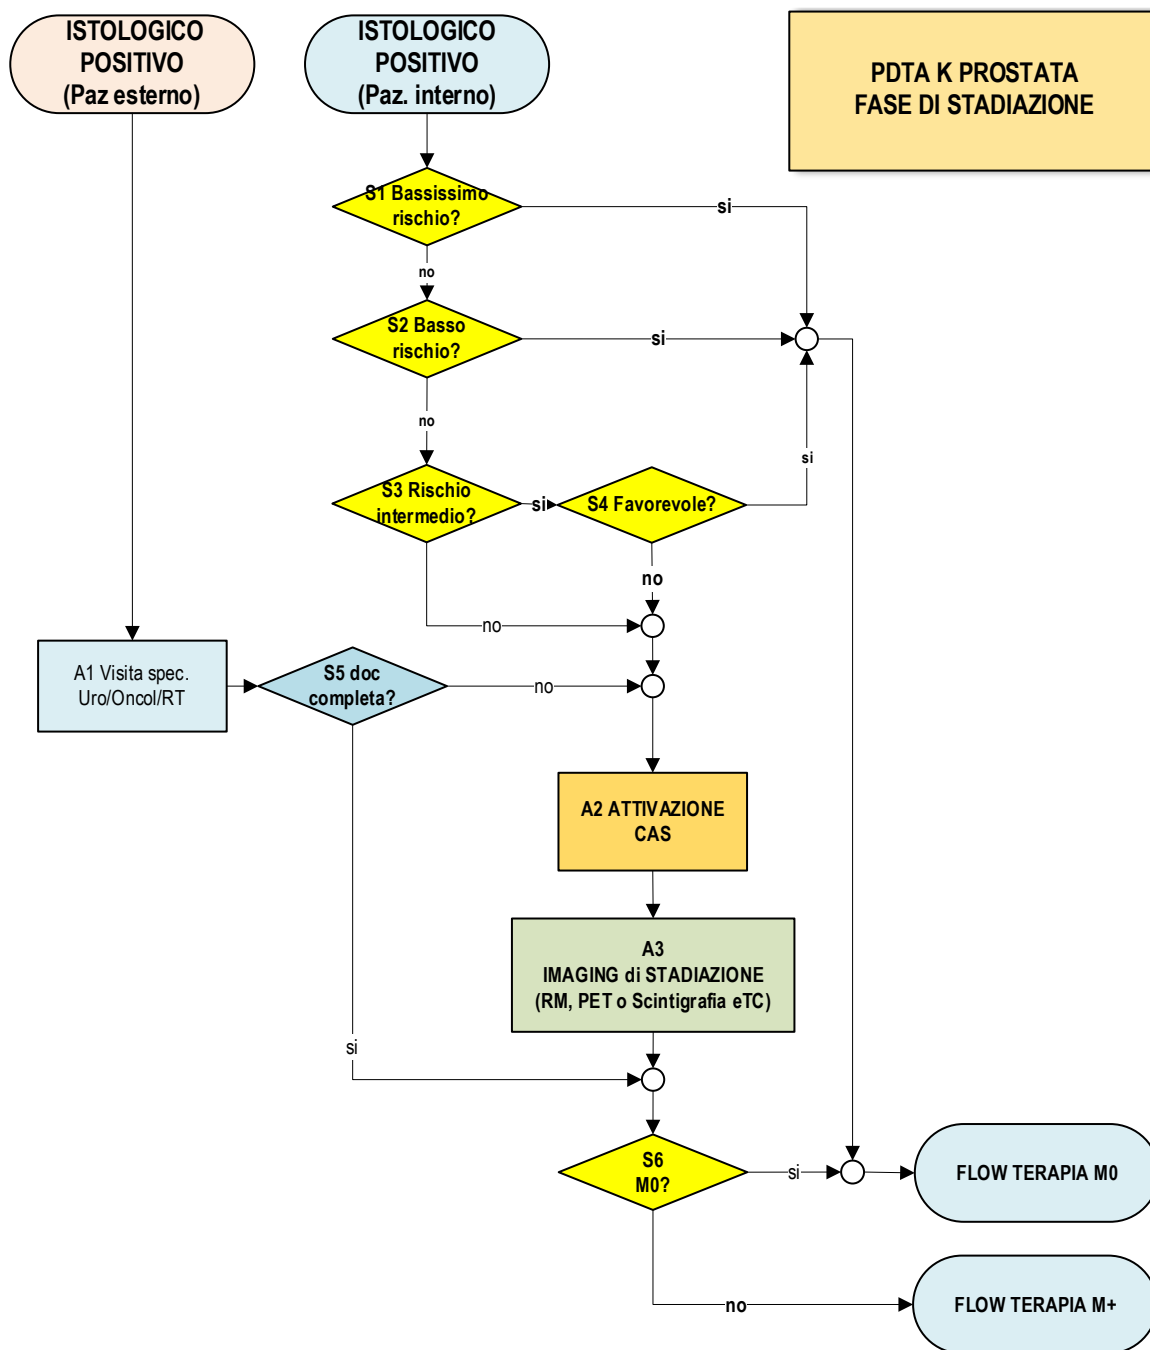 ISTOLOGICO
POSITIVO
(Paz esterno)
ISTOLOGICO
POSITIVO
(Paz. interno)
PDTA K PROSTATA
FASE DI STADIAZIONE
S1 Bassissimo
rischio?
si
no
S2 Basso
rischio?
si
no
S3 Rischio
intermedio?
si
S4 Favorevole?
si
no
no
A1 Visita spec.
Uro/Oncol/RT
S5 doc
completa?
no
A2 ATTIVAZIONE
CAS
A3
IMAGING di STADIAZIONE
(RM, PET o Scintigrafia eTC)
si
S6
M0?
si
FLOW TERAPIA M0
no
FLOW TERAPIA M+